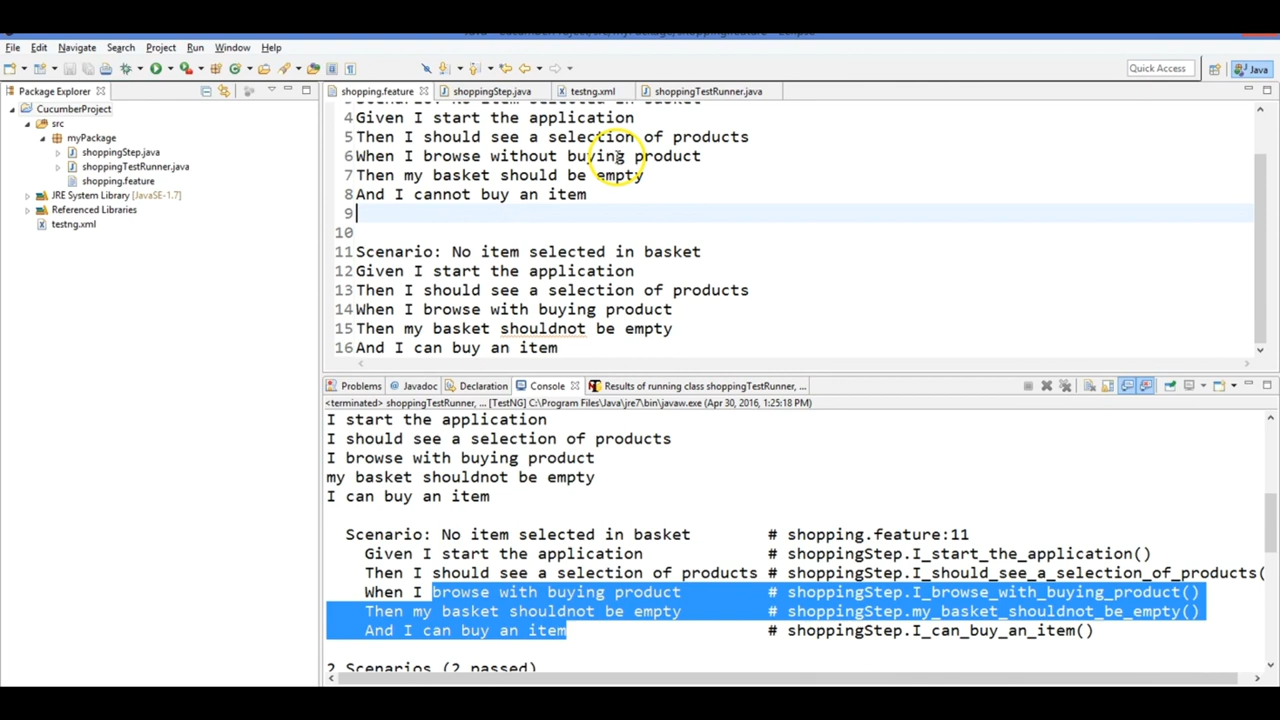 File Edit Navigate Search Project Run Window Help
Quick Access Java
Package Explorer
CucumberProject
src
myPackage
shoppingStep.java
shoppingTestRunner.java
shopping.feature
JRE System Library [JavaSE-1.7]
Referenced Libraries
testng.xml
shopping.feature shoppingStep.java testng.xml shoppingTestRunner.java
Scenario: No item selected in basket
4 Given I start the application
5 Then I should see a selection of products
6 When I browse without buying product
7 Then my basket should be empty
8 And I cannot buy an item
9
10
11 Scenario: No item selected in basket
12 Given I start the application
13 Then I should see a selection of products
14 When I browse with buying product
15 Then my basket shouldnot be empty
16 And I can buy an item
Problems Javadoc Declaration Console Results of running class shoppingTestRunner, ...
<terminated> shoppingTestRunner, ... [TestNG] C:\Program Files\Java\jre7\bin\javaw.exe (Apr 30, 2016, 1:25:18 PM)
I start the application
I should see a selection of products
I browse with buying product
my basket shouldnot be empty
I can buy an item
Scenario: No item selected in basket # shopping.feature:11
Given I start the application # shoppingStep.I_start_the_application()
Then I should see a selection of products # shoppingStep.I_should_see_a_selection_of_products(
When I browse with buying product # shoppingStep.I_browse_with_buying_product()
Then my basket shouldnot be empty # shoppingStep.my_basket_shouldnot_be_empty()
And I can buy an item # shoppingStep.I_can_buy_an_item()
2 Scenarios (2 passed)